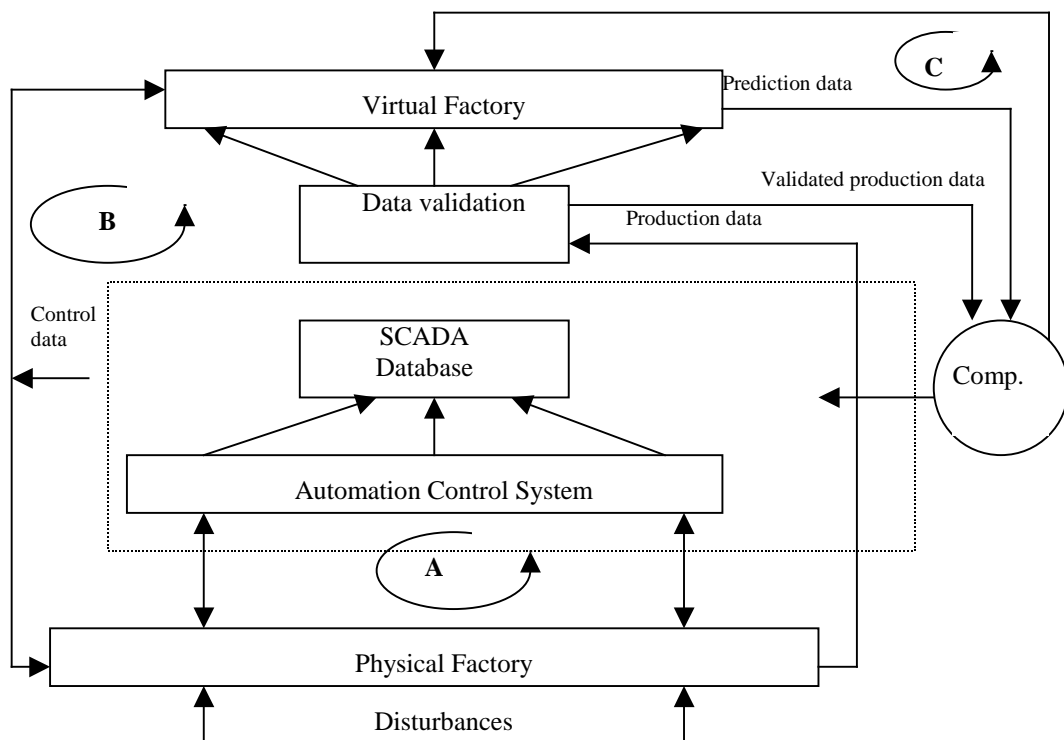 C
Prediction data
Virtual Factory
Validated production data
Data validation
B
Production data
Control
data
SCADA
Database
Comp.
Automation Control System
A
Physical Factory
Disturbances